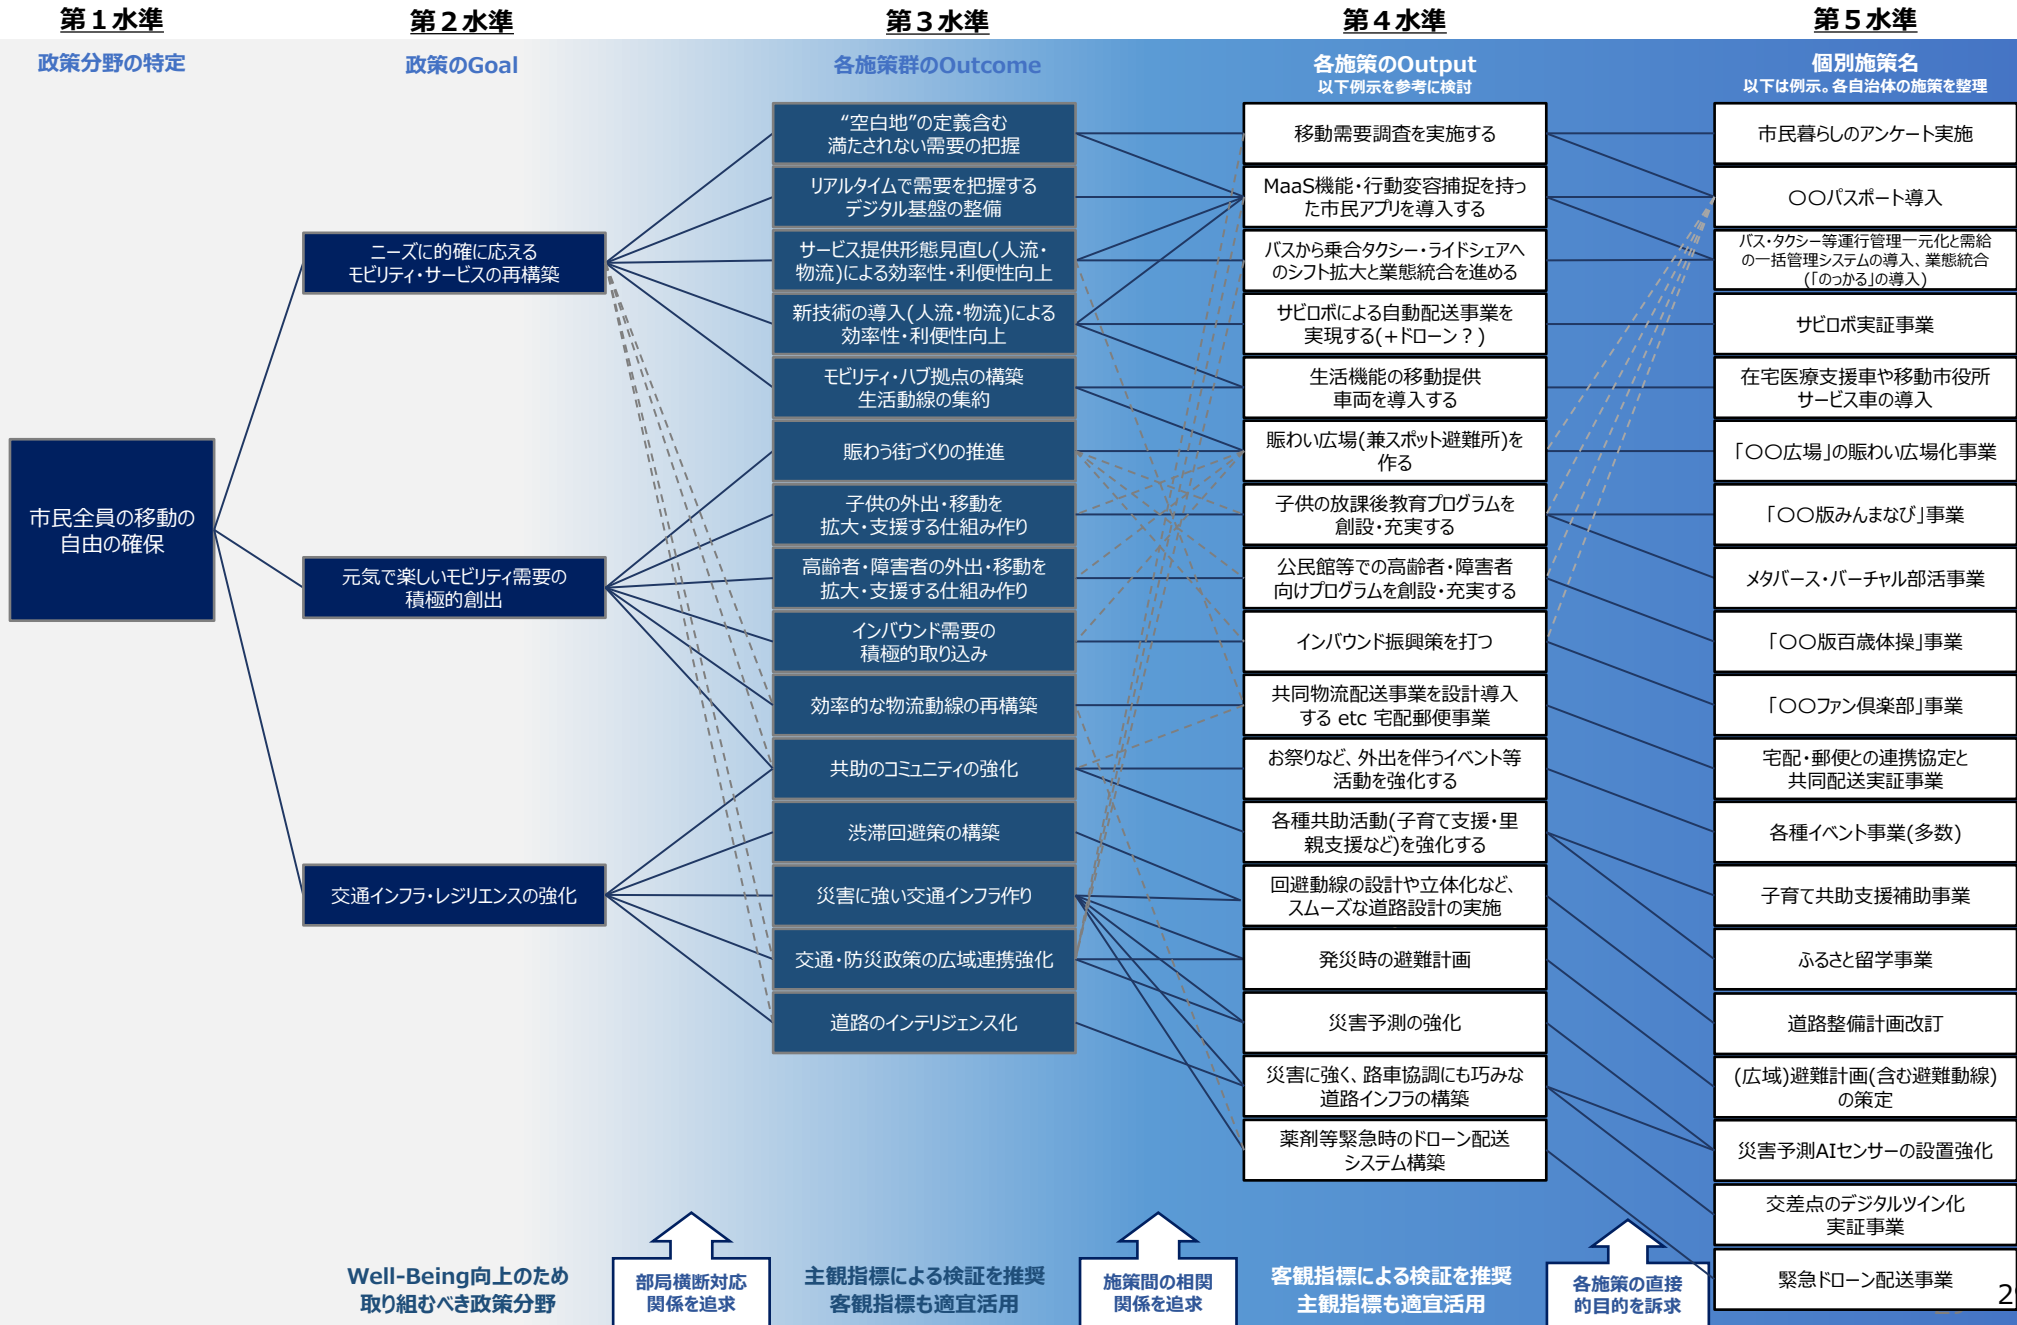 第１水準
第２水準
第３水準
第４水準
第５水準
政策分野の特定
政策のGoal
各施策群のOutcome
各施策のOutput
以下例示を参考に検討
個別施策名
以下は例示。各自治体の施策を整理
市民全員の移動の
自由の確保
ニーズに的確に応える
モビリティ・サービスの再構築
元気で楽しいモビリティ需要の
積極的創出
交通インフラ・レジリエンスの強化
“空白地”の定義含む
満たされない需要の把握
リアルタイムで需要を把握する
デジタル基盤の整備
サービス提供形態見直し(人流・
物流)による効率性・利便性向上
新技術の導入(人流・物流)による
効率性・利便性向上
モビリティ・ハブ拠点の構築
生活動線の集約
賑わう街づくりの推進
子供の外出・移動を
拡大・支援する仕組み作り
高齢者・障害者の外出・移動を
拡大・支援する仕組み作り
インバウンド需要の
積極的取り込み
効率的な物流動線の再構築
共助のコミュニティの強化
渋滞回避策の構築
災害に強い交通インフラ作り
交通・防災政策の広域連携強化
道路のインテリジェンス化
移動需要調査を実施する
MaaS機能・行動変容捕捉を持っ
た市民アプリを導入する
バスから乗合タクシー・ライドシェアへ
のシフト拡大と業態統合を進める
サビロボによる自動配送事業を
実現する(＋ドローン？)
生活機能の移動提供
車両を導入する
賑わい広場(兼スポット避難所)を
作る
子供の放課後教育プログラムを
創設・充実する
公民館等での高齢者・障害者
向けプログラムを創設・充実する
インバウンド振興策を打つ
共同物流配送事業を設計導入
する etc 宅配郵便事業
お祭りなど、外出を伴うイベント等
活動を強化する
各種共助活動(子育て支援・里
親支援など)を強化する
回避動線の設計や立体化など、
スムーズな道路設計の実施
発災時の避難計画
災害予測の強化
災害に強く、路車協調にも巧みな
道路インフラの構築
薬剤等緊急時のドローン配送
システム構築
市民暮らしのアンケート実施
〇〇パスポート導入
バス・タクシー等運行管理一元化と需給
の一括管理システムの導入、業態統合
(「のっかる」の導入)
サビロボ実証事業
在宅医療支援車や移動市役所
サービス車の導入
「〇〇広場」の賑わい広場化事業
「〇〇版みんまなび」事業
メタバース・バーチャル部活事業
「〇〇版百歳体操」事業
「〇〇ファン倶楽部」事業
宅配・郵便との連携協定と
共同配送実証事業
各種イベント事業(多数)
子育て共助支援補助事業
ふるさと留学事業
道路整備計画改訂
(広域)避難計画(含む避難動線)
の策定
災害予測AIセンサーの設置強化
交差点のデジタルツイン化
実証事業
緊急ドローン配送事業
Well-Being向上のため
取り組むべき政策分野
部局横断対応
関係を追求
主観指標による検証を推奨
客観指標も適宜活用
施策間の相関
関係を追求
客観指標による検証を推奨
主観指標も適宜活用
各施策の直接
的目的を訴求